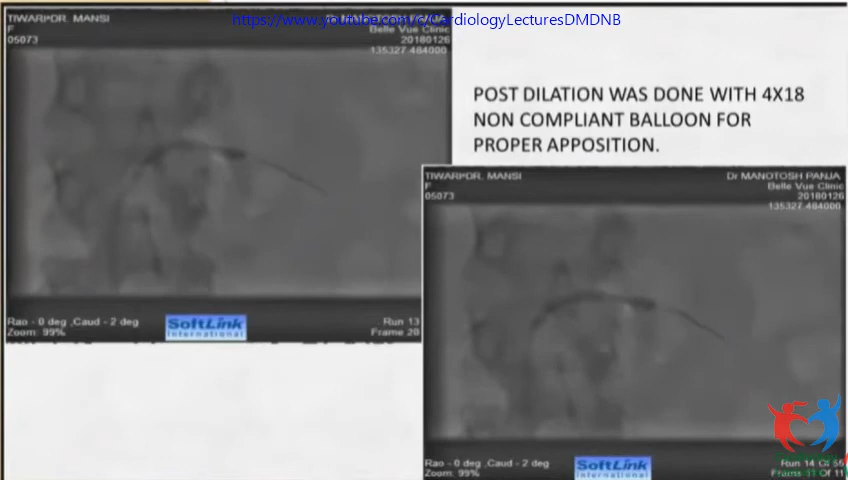 https://www.youtube.com/c/CardiologyLecturesDMDNB
TIWARI^DR. MANSI
F
05073
Belle Vue Clinic
20180126
135327.484000
POST DILATION WAS DONE WITH 4X18
NON COMPLIANT BALLOON FOR
PROPER APPOSITION.
Rao - 0 deg ,Caud - 2 deg
Zoom: 99%
SoftLink
International
Run 13
Frame 20
TIWARI^DR. MANSI
F
05073
Dr MANOTOSH PANJA
Belle Vue Clinic
20180126
135327.484000
Rao - 0 deg ,Caud - 2 deg
Zoom: 99%
SoftLink
International
Run 14 Of 55